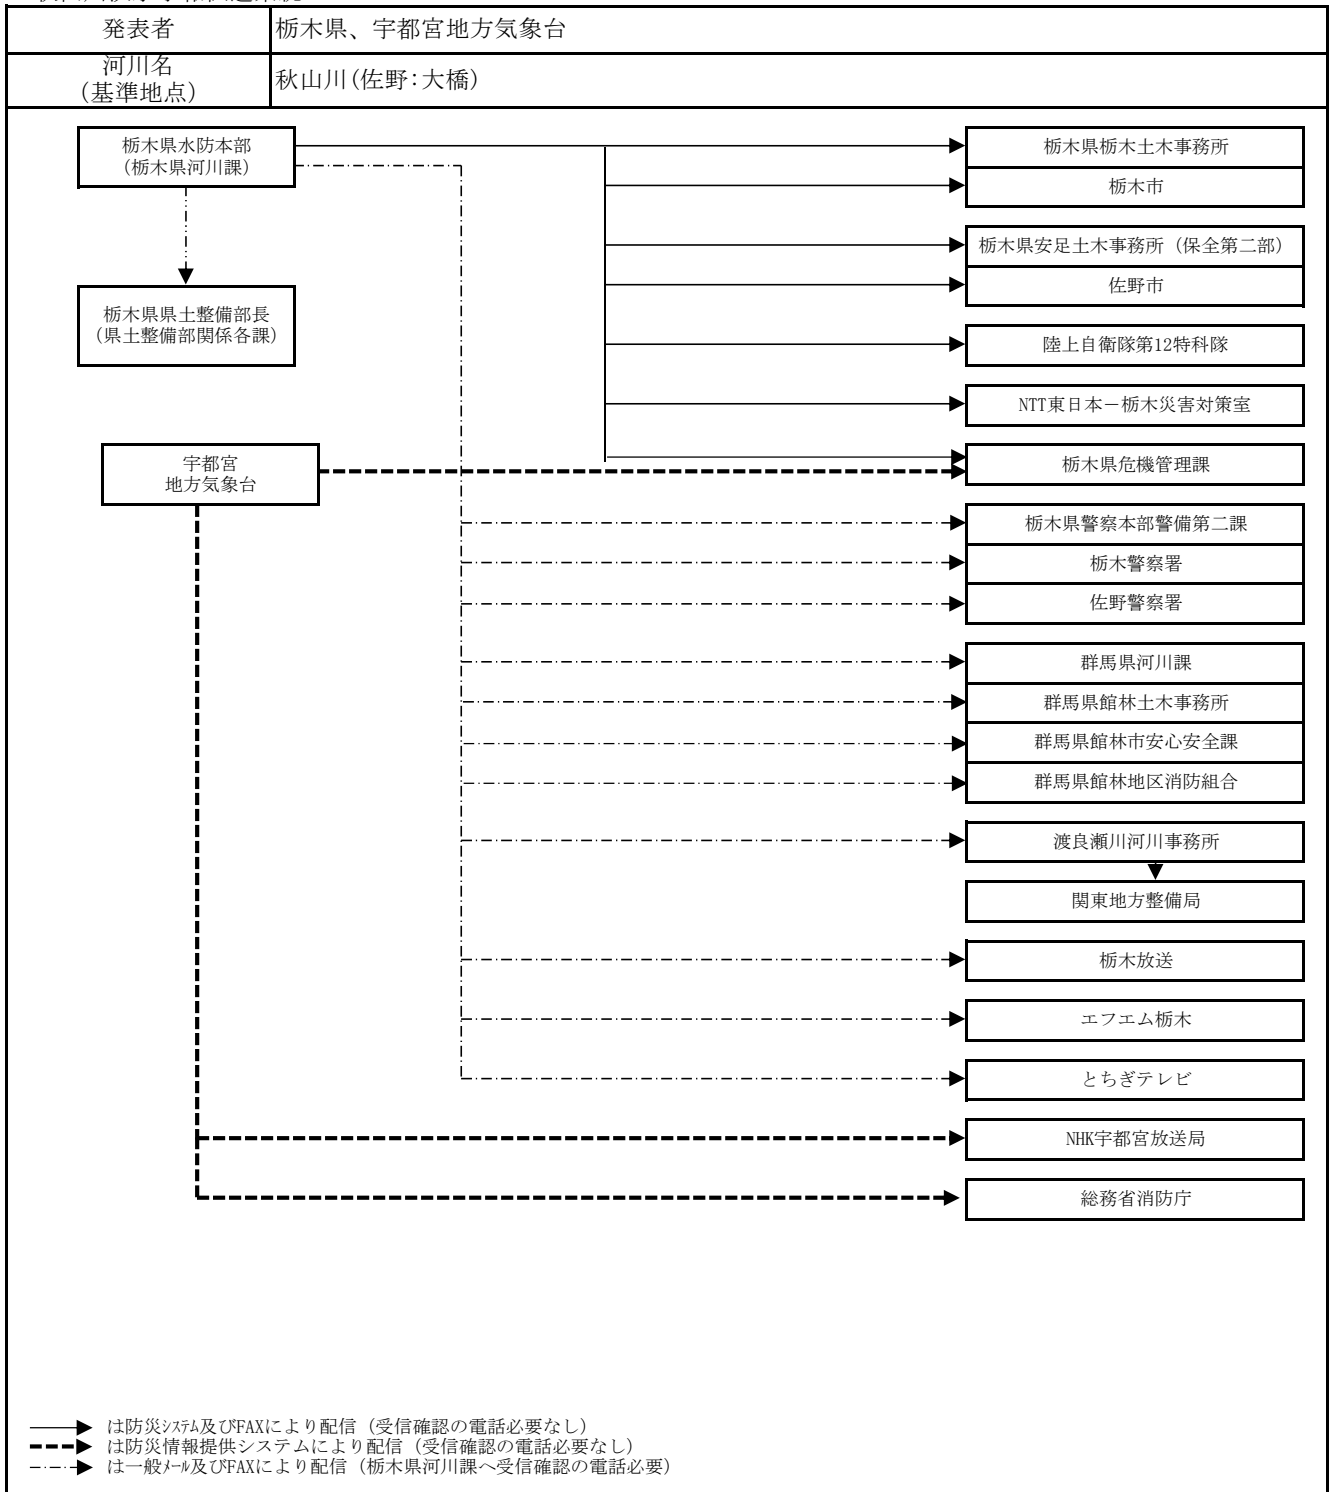 発表者
栃木県、宇都宮地方気象台
河川名
(基準地点)
秋山川(佐野:大橋)
栃木県水防本部
(栃木県河川課)
栃木県栃木土木事務所
栃木市
栃木県安足土木事務所（保全第二部）
佐野市
栃木県県土整備部長
(県土整備部関係各課)
陸上自衛隊第12特科隊
NTT東日本－栃木災害対策室
宇都宮
地方気象台
栃木県危機管理課
栃木県警察本部警備第二課
栃木警察署
佐野警察署
群馬県河川課
群馬県館林土木事務所
群馬県館林市安心安全課
群馬県館林地区消防組合
渡良瀬川河川事務所
関東地方整備局
栃木放送
エフエム栃木
とちぎテレビ
NHK宇都宮放送局
総務省消防庁
は防災ｼｽﾃﾑ及びFAXにより配信（受信確認の電話必要なし）
は防災情報提供システムにより配信（受信確認の電話必要なし）
は一般ﾒｰﾙ及びFAXにより配信（栃木県河川課へ受信確認の電話必要）